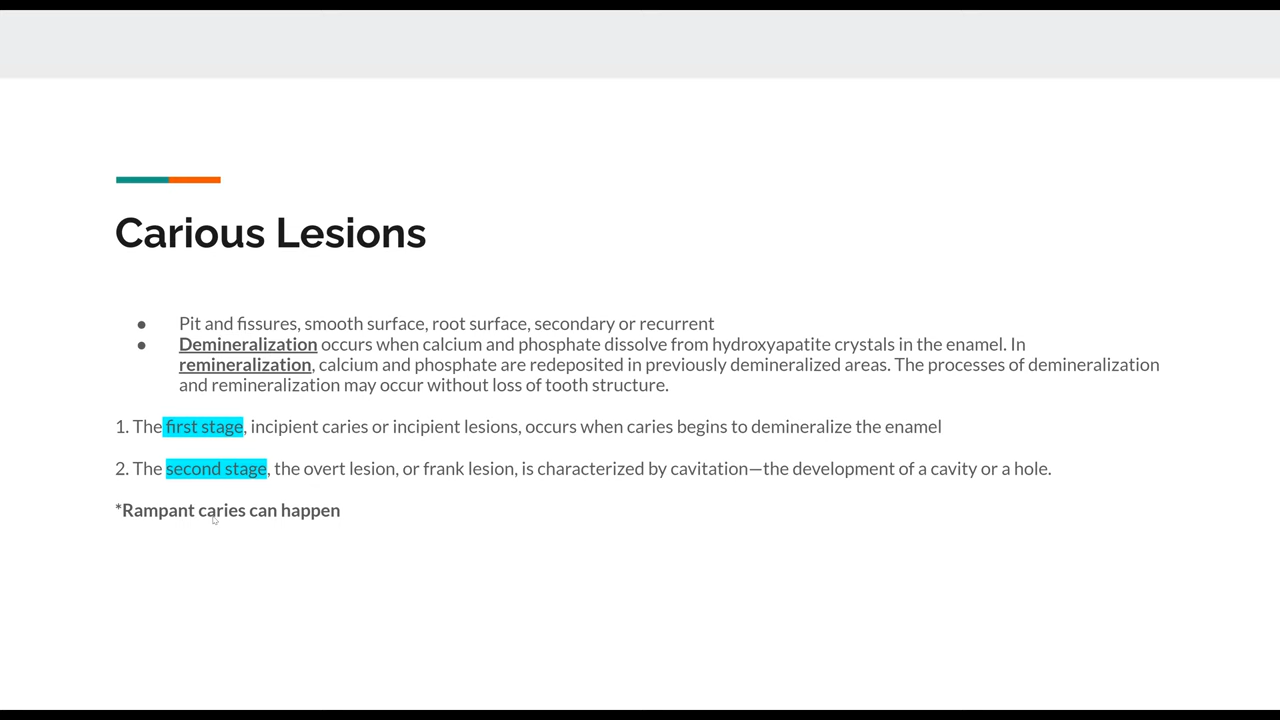 Carious Lesions
● Pit and fissures, smooth surface, root surface, secondary or recurrent
● Demineralization occurs when calcium and phosphate dissolve from hydroxyapatite crystals in the enamel. In
remineralization, calcium and phosphate are redeposited in previously demineralized areas. The processes of demineralization
and remineralization may occur without loss of tooth structure.
1. The first stage, incipient caries or incipient lesions, occurs when caries begins to demineralize the enamel
2. The second stage, the overt lesion, or frank lesion, is characterized by cavitation—the development of a cavity or a hole.
*Rampant caries can happen